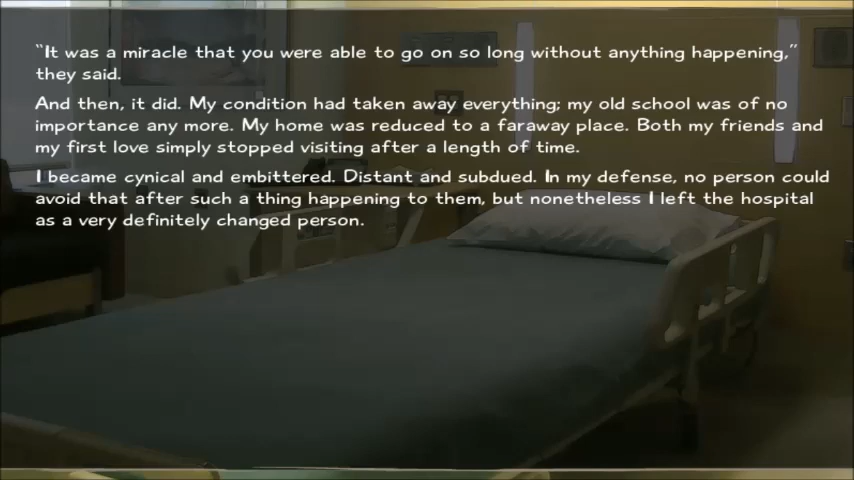 “It was a miracle that you were able to go on so long without anything happening,”
they said.
And then, it did. My condition had taken away everything; my old school was of no
importance any more. My home was reduced to a faraway place. Both my friends and
my first love simply stopped visiting after a length of time.
I became cynical and embittered. Distant and subdued. In my defense, no person could
avoid that after such a thing happening to them, but nonetheless I left the hospital
as a very definitely changed person.